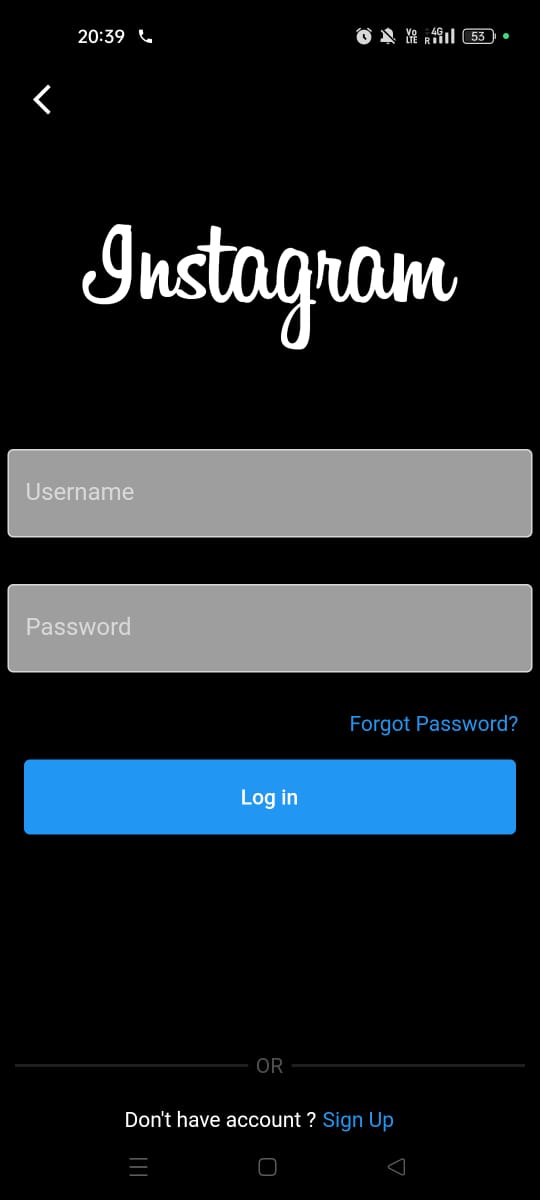 20:39
Vo LTE R 4G 53
Instagram
Username
Password
Forgot Password?
Log in
OR
Don't have account ? Sign Up